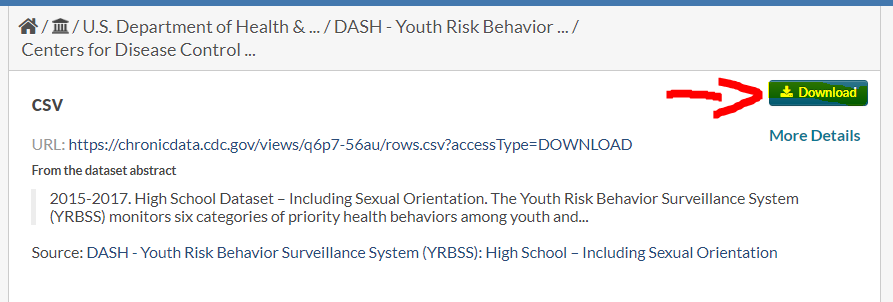 / / U.S. Department of Health & ... / DASH - Youth Risk Behavior ... /
Centers for Disease Control ...
Download
CSV
More Details
URL: https://chronicdata.cdc.gov/views/q6p7-56au/rows.csv?accessType=DOWNLOAD
From the dataset abstract
2015-2017. High School Dataset – Including Sexual Orientation. The Youth Risk Behavior Surveillance System
(YRBSS) monitors six categories of priority health behaviors among youth and...
Source: DASH - Youth Risk Behavior Surveillance System (YRBSS): High School – Including Sexual Orientation